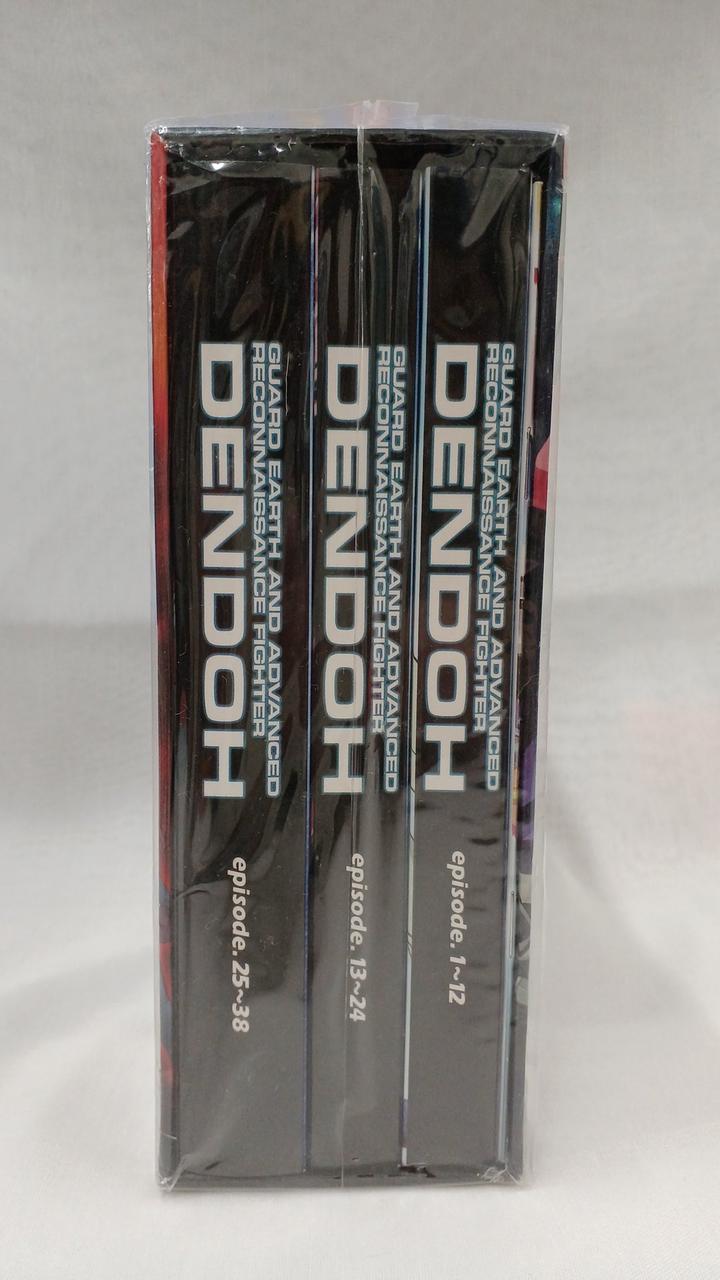 GUARD EARTH AND ADVANCED
RECONNAISSANCE FIGHTER
DENDOH
episode. 1~12
GUARD EARTH AND ADVANCED
RECONNAISSANCE FIGHTER
DENDOH
episode. 13~24
GUARD EARTH AND ADVANCED
RECONNAISSANCE FIGHTER
DENDOH
episode. 25~38